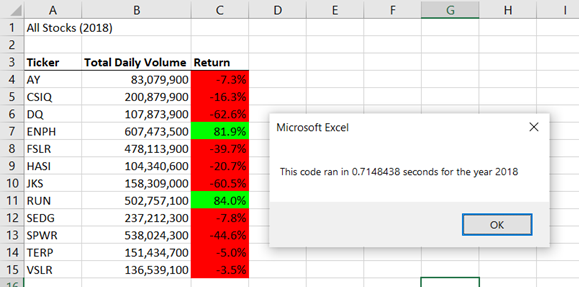 A B C D E F G H I
1 All Stocks (2018)
2
3 Ticker Total Daily Volume Return
4 AY 83,079,900 -7.3%
5 CSIQ 200,879,900 -16.3%
6 DQ 107,873,900 -62.6%
7 ENPH 607,473,500 81.9%
8 FSLR 478,113,900 -39.7%
9 HASI 104,340,600 -20.7%
10 JKS 158,309,000 -60.5%
11 RUN 502,757,100 84.0%
12 SEDG 237,212,300 -7.8%
13 SPWR 538,024,300 -44.6%
14 TERP 151,434,700 -5.0%
15 VSLR 136,539,100 -3.5%
16
Microsoft Excel
This code ran in 0.7148438 seconds for the year 2018
OK